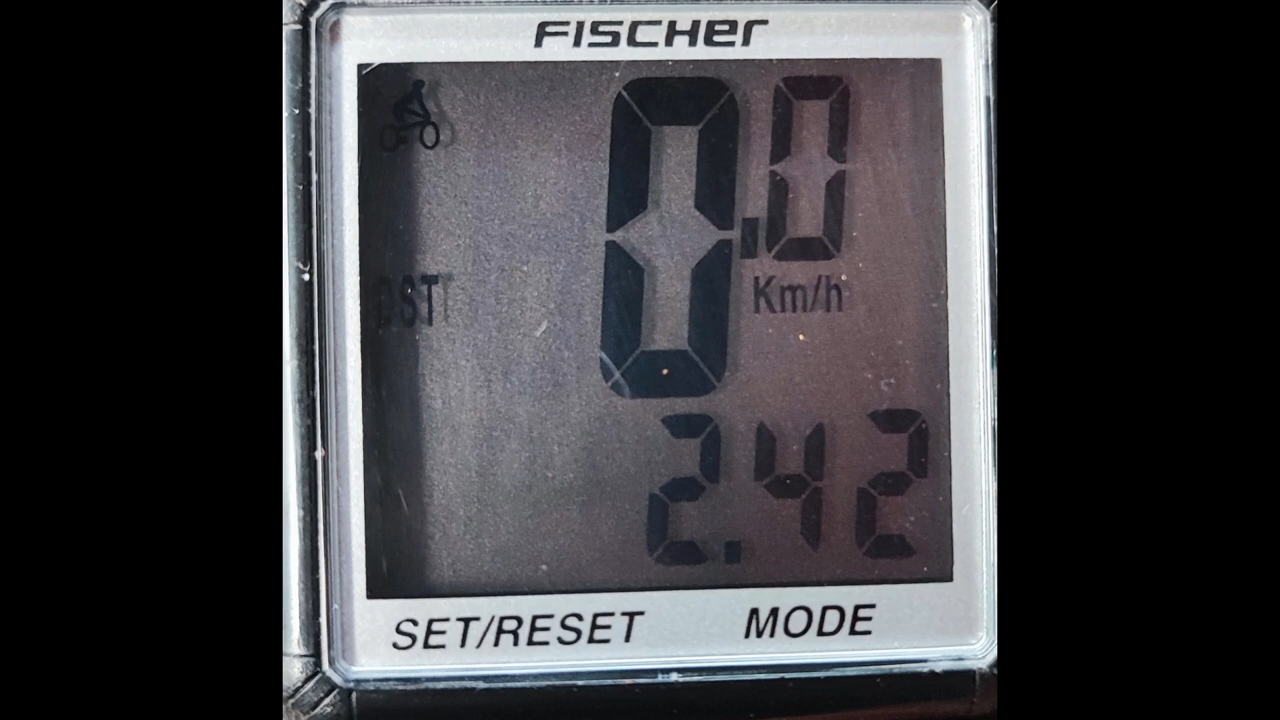 FISCHER
0.0
DST
Km/h
2.42
SET/RESET MODE